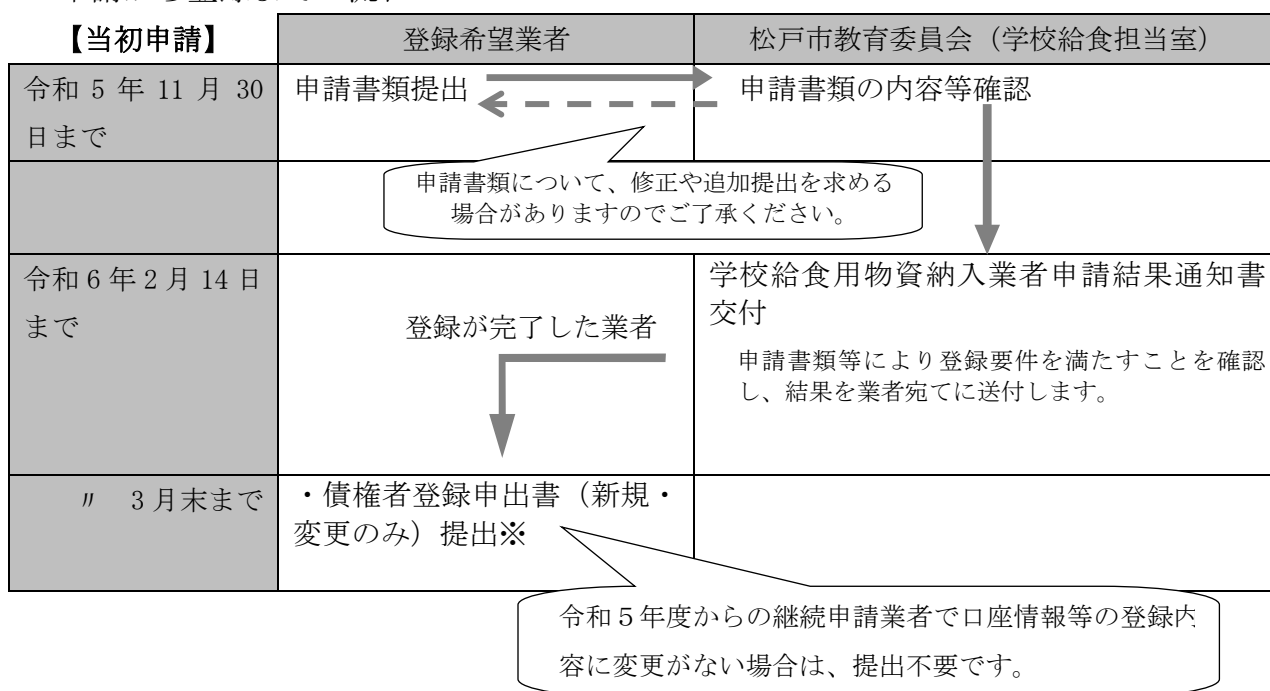 【当初申請】
登録希望業者
松戸市教育委員会（学校給食担当室）
令和 5 年 11 月 30
日まで
申請書類提出
申請書類の内容等確認
申請書類について、修正や追加提出を求める
場合がありますのでご了承ください。
令和 6 年 2 月 14 日
まで
登録が完了した業者
学校給食用物資納入業者申請結果通知書
交付
申請書類等により登録要件を満たすことを確認
し、結果を業者宛てに送付します。
〃 3 月末まで
・債権者登録申出書（新規・
変更のみ）提出※
令和５年度からの継続申請業者で口座情報等の登録内
容に変更がない場合は、提出不要です。